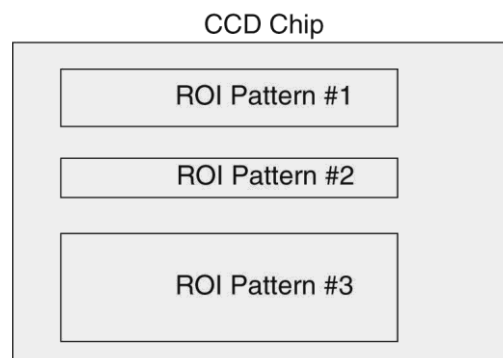 CCD Chip
ROI Pattern #1
ROI Pattern #2
ROI Pattern #3